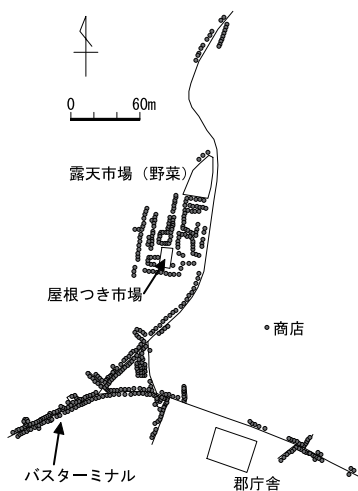 0 60m
露天市場（野菜）
屋根つき市場
商店
バスターミナル
郡庁舎